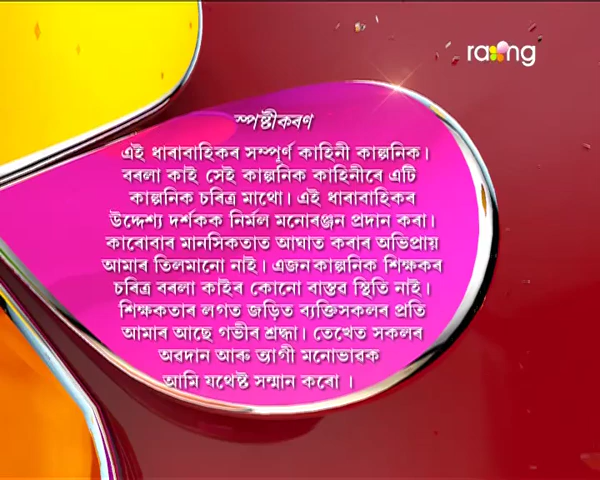 rang
স্পষ্টীকৰণ
এই ধাৰাবাহিকৰ সম্পূৰ্ণ কাহিনী কাল্পনিক।
বৰলা কাই সেই কাল্পনিক কাহিনীৰে এটি
কাল্পনিক চৰিত্ৰ মাথো। এই ধাৰাবাহিকৰ
উদ্দেশ্য দৰ্শকক নিৰ্মল মনোৰঞ্জন প্ৰদান কৰা।
কাৰোবাৰ মানসিকতাত আঘাত কৰাৰ অভিপ্ৰায়
আমাৰ তিলমানো নাই। এজন কাল্পনিক শিক্ষকৰ
চৰিত্ৰ বৰলা কাইৰ কোনো বাস্তৱ স্থিতি নাই।
শিক্ষকতাৰ লগত জড়িত ব্যক্তিসকলৰ প্ৰতি
আমাৰ আছে গভীৰ শ্ৰদ্ধা। তেখেত সকলৰ
অৱদান আৰু ত্যাগী মনোভাৱক
আমি যথেষ্ট সন্মান কৰো ।